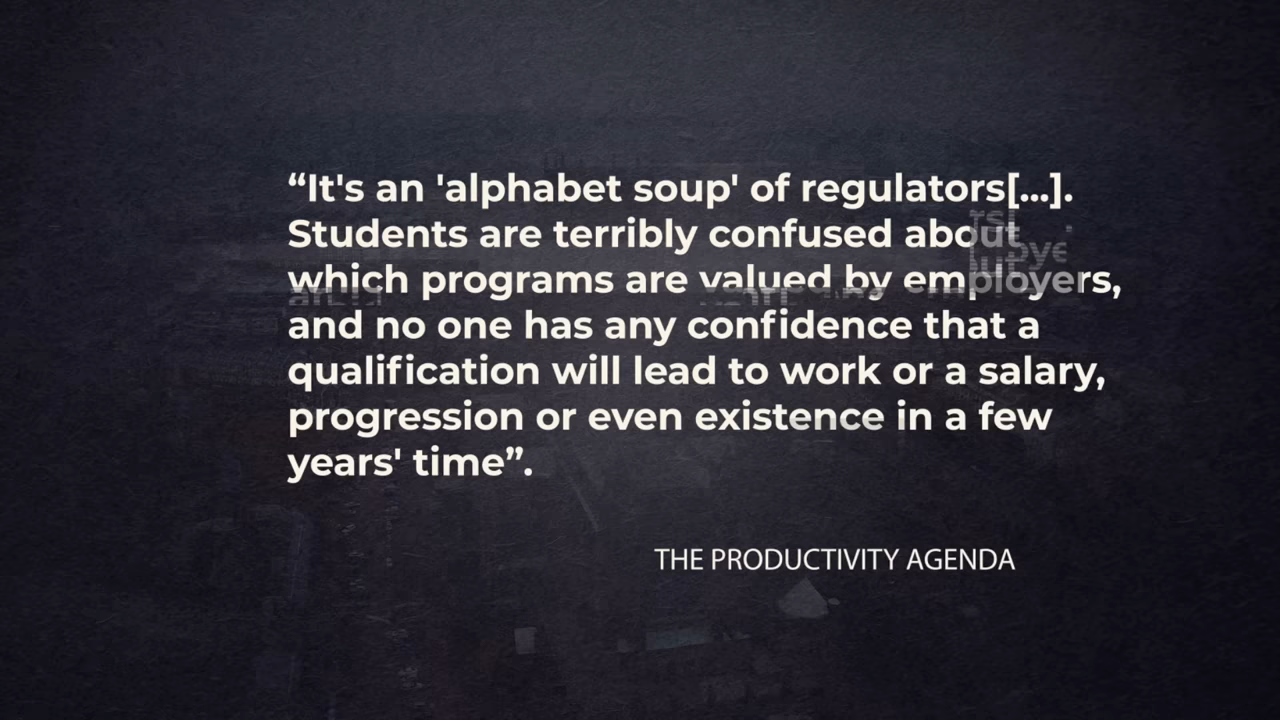 “It's an 'alphabet soup' of regulators[...].
Students are terribly confused about
which programs are valued by employers,
and no one has any confidence that a
qualification will lead to work or a salary,
progression or even existence in a few
years' time”.
THE PRODUCTIVITY AGENDA